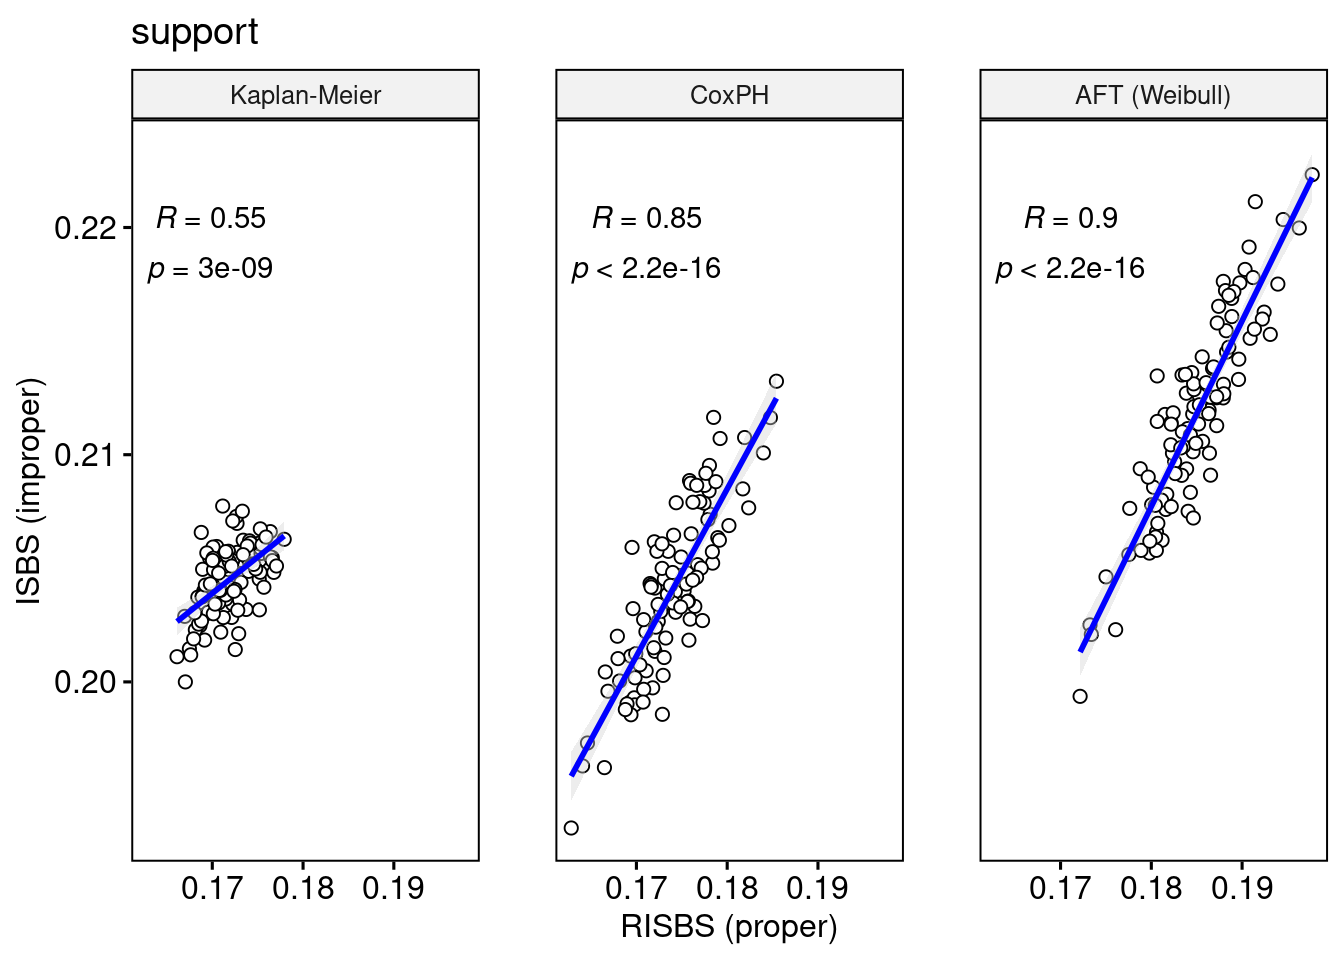 support
Kaplan-Meier
CoxPH
AFT (Weibull)
R = 0.55
p = 3e-09
R = 0.85
p < 2.2e-16
R = 0.9
p < 2.2e-16
0.22
0.21
0.20
ISBS (improper)
0.17 0.18 0.19
0.17 0.18 0.19
0.17 0.18 0.19
RISBS (proper)